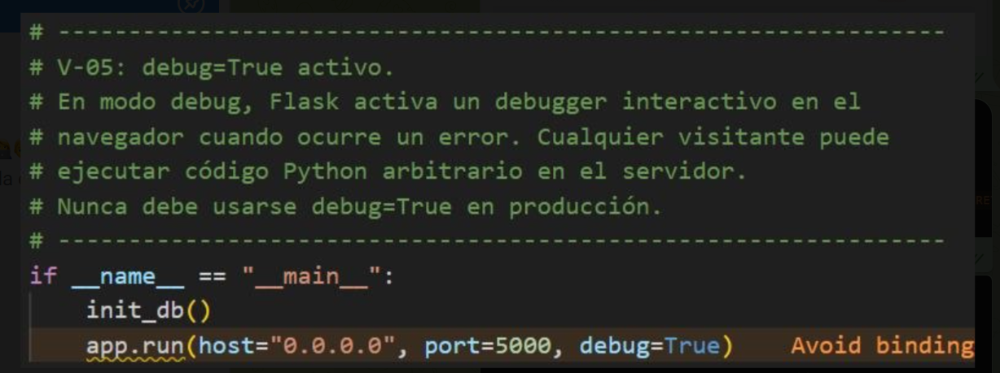 # ---------------------------------------------------------------
# V-05: debug=True activo.
# En modo debug, Flask activa un debugger interactivo en el
# navegador cuando ocurre un error. Cualquier visitante puede
# ejecutar código Python arbitrario en el servidor.
# Nunca debe usarse debug=True en producción.
# ---------------------------------------------------------------
if __name__ == "__main__":
    init_db()
    app.run(host="0.0.0.0", port=5000, debug=True)    Avoid binding